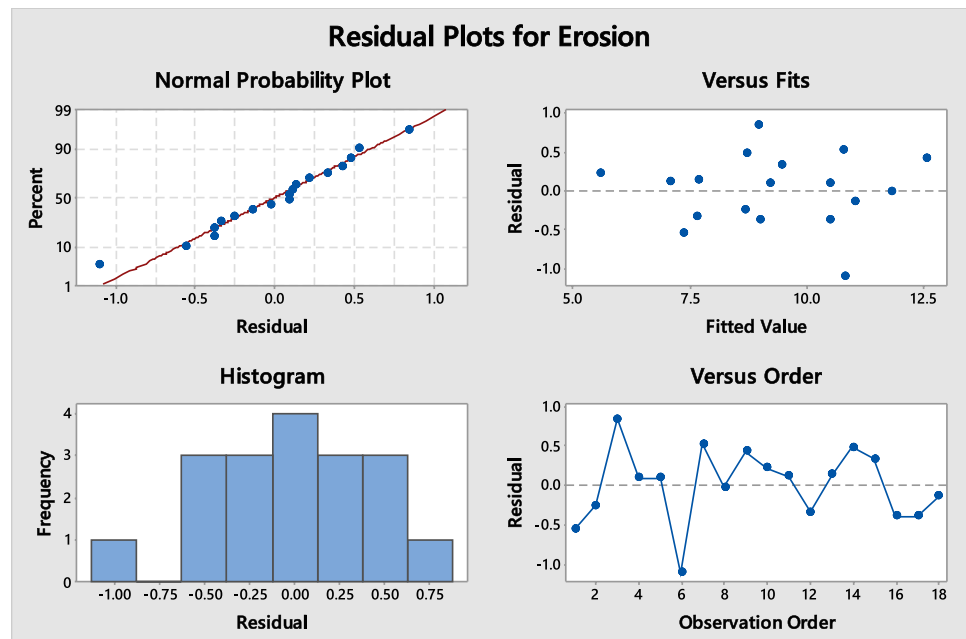 Residual Plots for Erosion
Normal Probability Plot
99
90
50
10
1
Percent
-1.0 -0.5 0.0 0.5 1.0
Residual
Versus Fits
1.0
0.5
0.0
-0.5
-1.0
Residual
5.0 7.5 10.0 12.5
Fitted Value
Histogram
4
3
2
1
0
Frequency
-1.00 -0.75 -0.50 -0.25 0.00 0.25 0.50 0.75
Residual
Versus Order
1.0
0.5
0.0
-0.5
-1.0
Residual
2 4 6 8 10 12 14 16 18
Observation Order